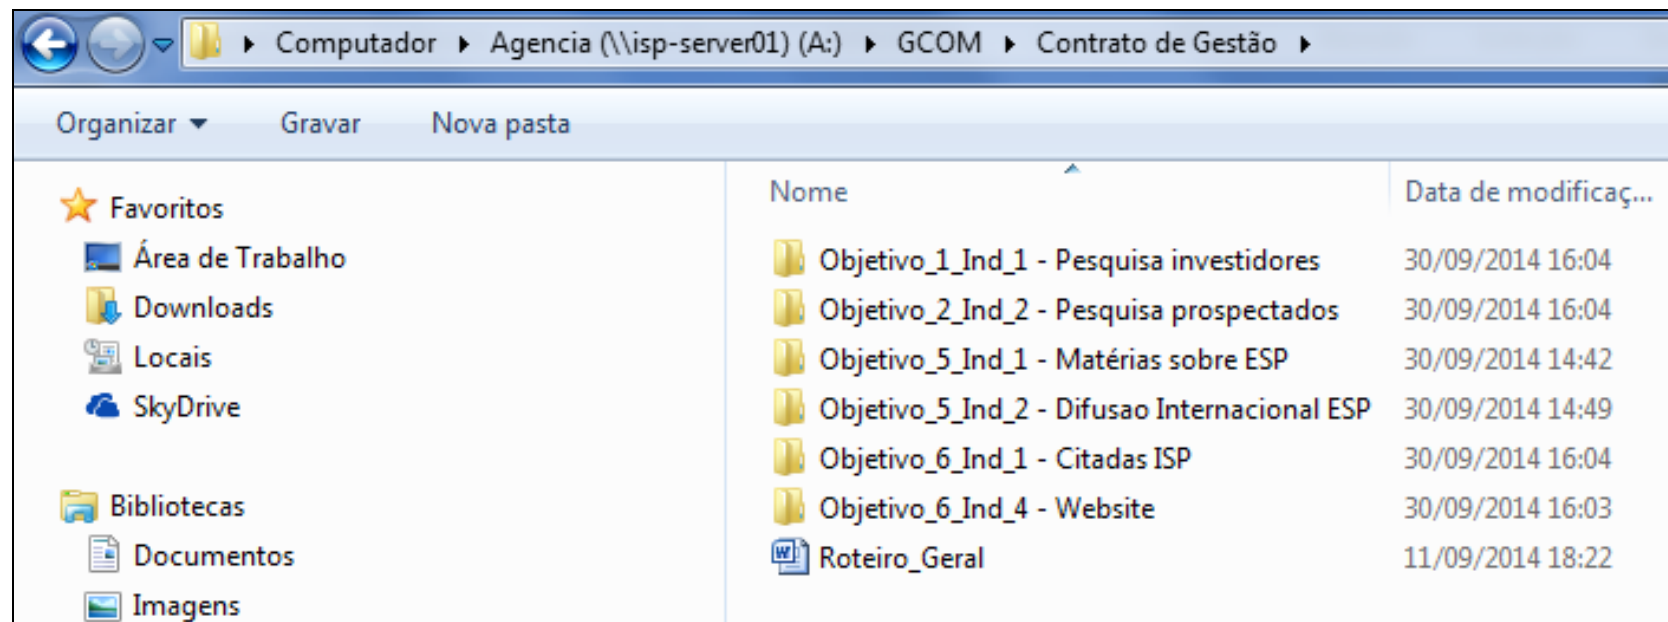 Computador Agencia (\\isp-server01) (A:) GCOM Contrato de Gestão
Organizar Gravar Nova pasta
Nome Data de modificaç...
Favoritos
Área de Trabalho
Downloads
Locais
SkyDrive
Bibliotecas
Documentos
Imagens
Objetivo_1_Ind_1 - Pesquisa investidores 30/09/2014 16:04
Objetivo_2_Ind_2 - Pesquisa prospectados 30/09/2014 16:04
Objetivo_5_Ind_1 - Matérias sobre ESP 30/09/2014 14:42
Objetivo_5_Ind_2 - Difusao Internacional ESP 30/09/2014 14:49
Objetivo_6_Ind_1 - Citadas ISP 30/09/2014 16:04
Objetivo_6_Ind_4 - Website 30/09/2014 16:03
Roteiro_Geral 11/09/2014 18:22